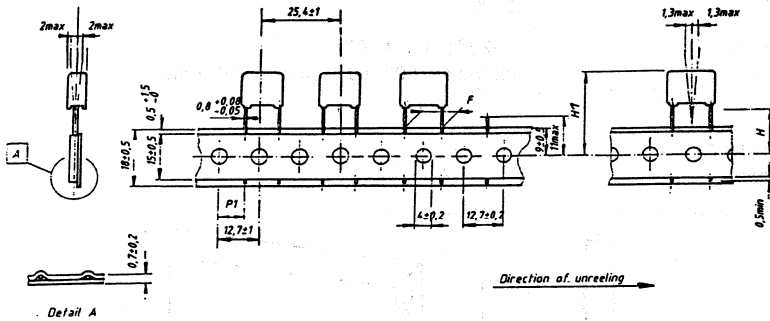 2max
2max
25,4±1
1,3max
1,3max
0,8 +0,08 -0,05
0,5 +1,5 -0
F
H1
H
18±0,5
15±0,5
9±0,5
11max
A
P1
4±0,2
12,7±0,2
12,7±1
0,5min
0,7±0,2
Direction of unreeling
Detail A